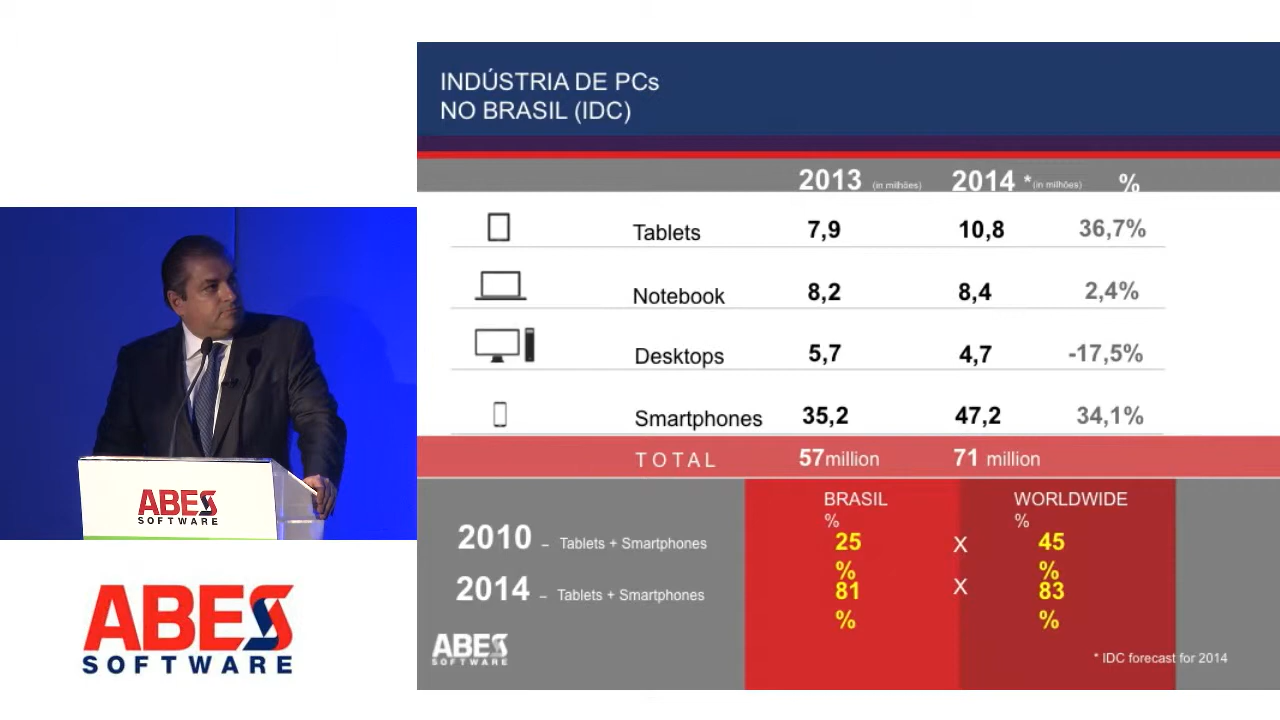 INDÚSTRIA DE PCs
NO BRASIL (IDC)
2013 (in milhões) 2014 * (in milhões) %
Tablets 7,9 10,8 36,7%
Notebook 8,2 8,4 2,4%
Desktops 5,7 4,7 -17,5%
Smartphones 35,2 47,2 34,1%
TOTAL 57million 71 million
BRASIL WORLDWIDE
% %
2010 – Tablets + Smartphones 25 X 45
% %
2014 – Tablets + Smartphones 81 X 83
% %
ABES
SOFTWARE
* IDC forecast for 2014
ABES
SOFTWARE
ABES
SOFTWARE